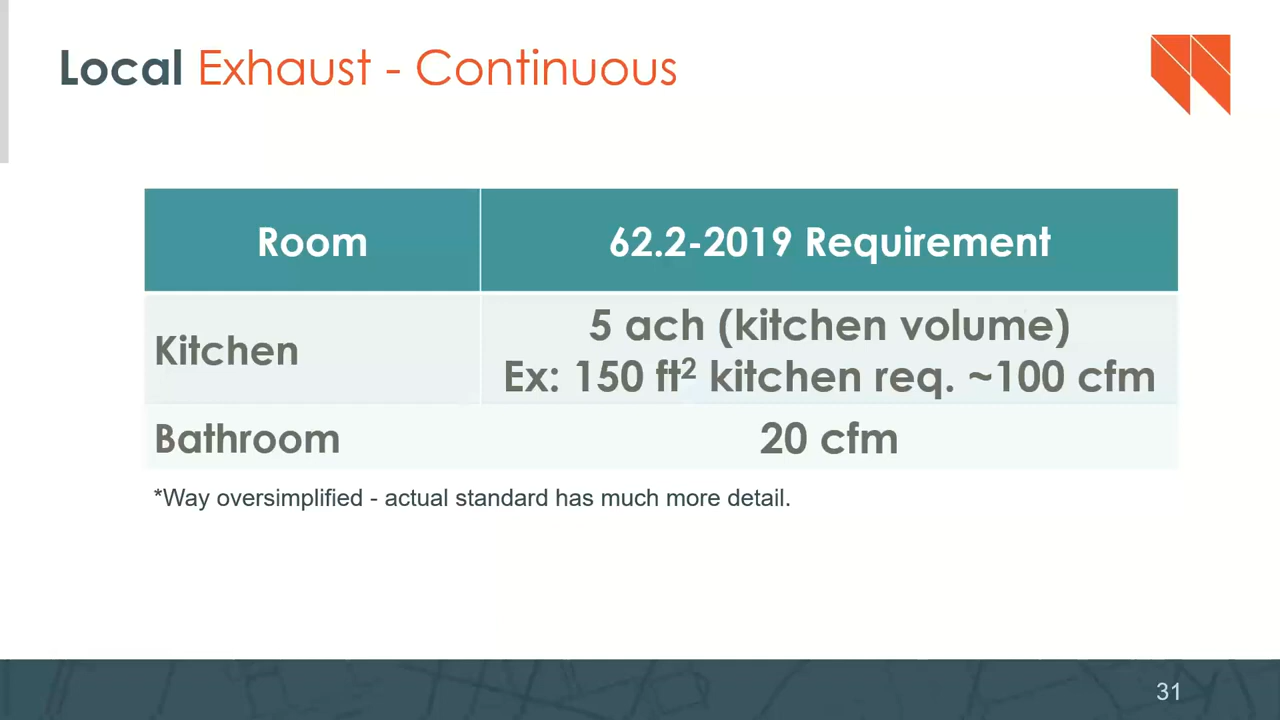 Local Exhaust - Continuous
Room
62.2-2019 Requirement
Kitchen
5 ach (kitchen volume)
Ex: 150 ft² kitchen req. ~100 cfm
Bathroom
20 cfm
*Way oversimplified - actual standard has much more detail.
31